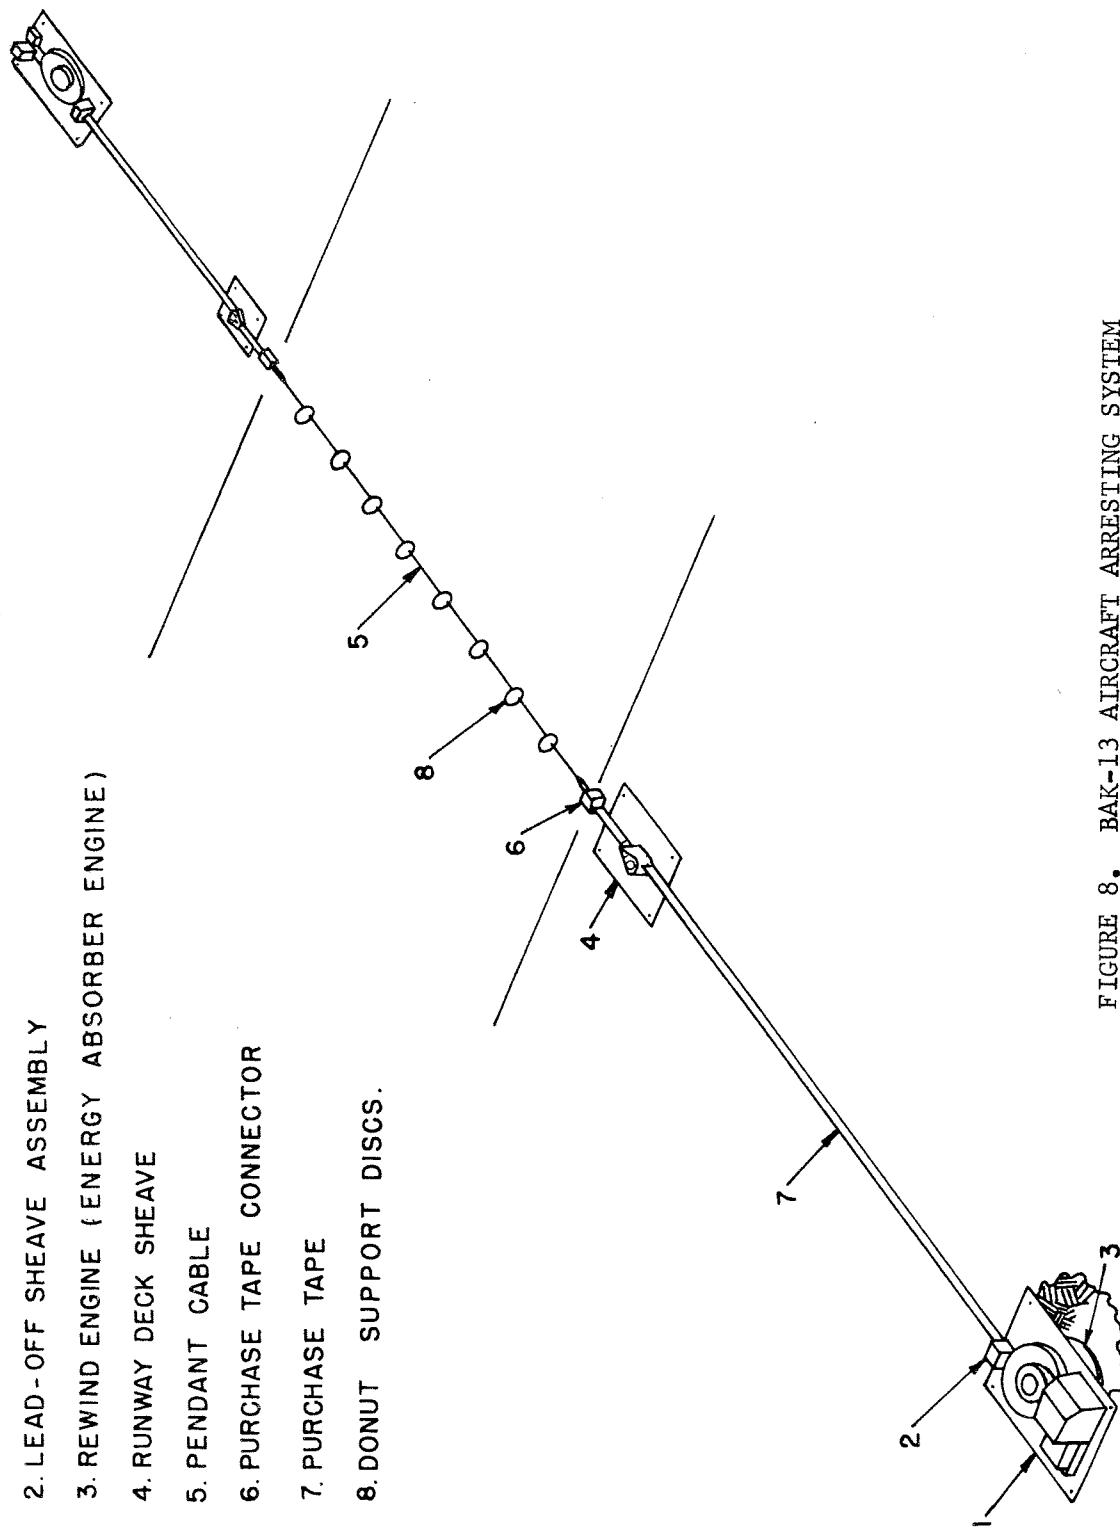 2. LEAD-OFF SHEAVE ASSEMBLY
3. REWIND ENGINE (ENERGY ABSORBER ENGINE)
4. RUNWAY DECK SHEAVE
5. PENDANT CABLE
6. PURCHASE TAPE CONNECTOR
7. PURCHASE TAPE
8. DONUT SUPPORT DISCS.
1
2
3
4
5
6
7
8
FIGURE 8. BAK-13 AIRCRAFT ARRESTING SYSTEM